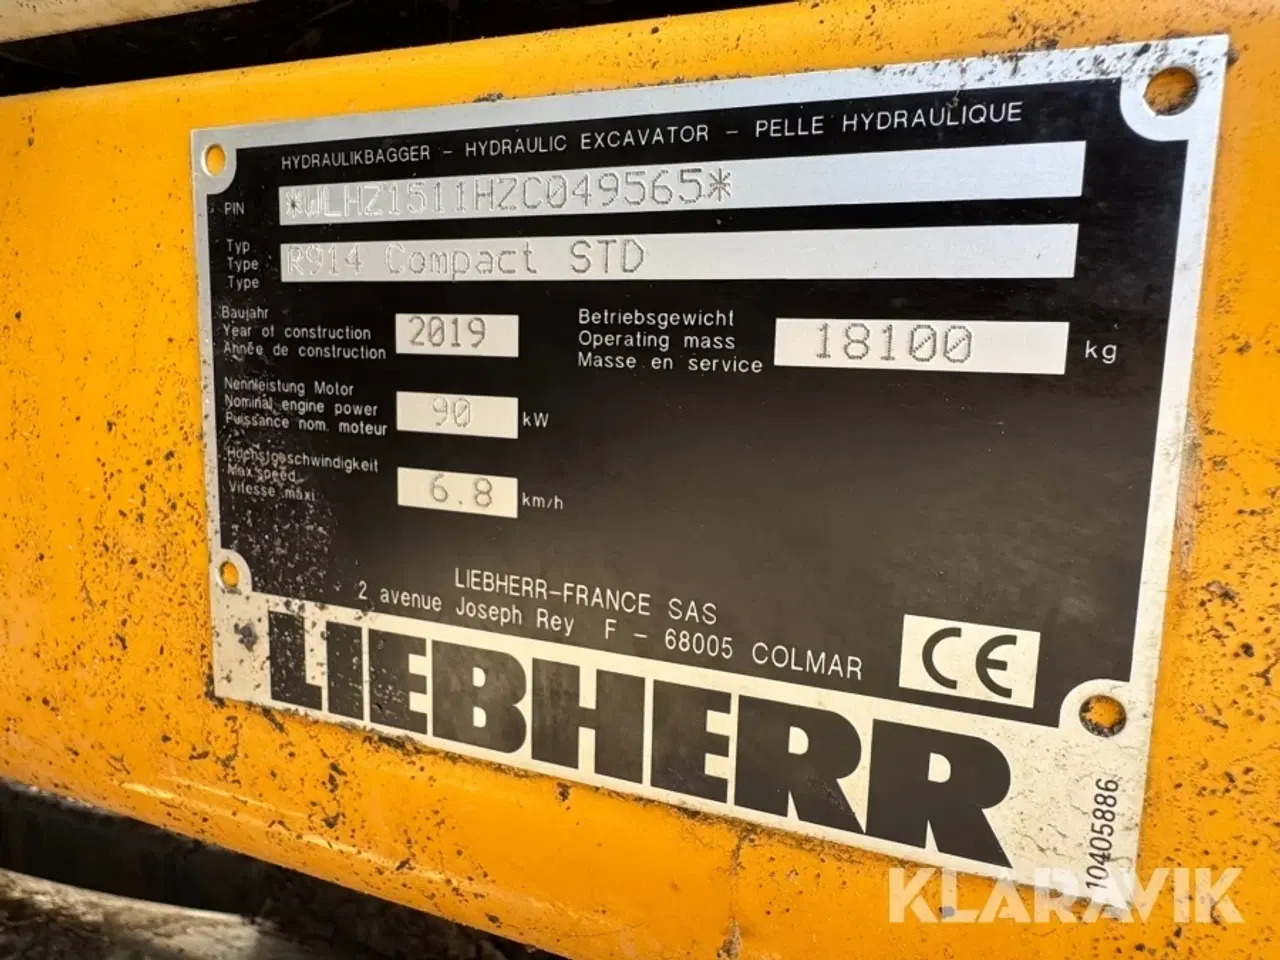 HYDRAULIKBAGGER - HYDRAULIC EXCAVATOR - PELLE HYDRAULIQUE
PIN *WLHZ1511HZC049565*
Typ
Type
Type
R914 Compact STD
Baujahr
Year of construction
Année de construction
2019
Betriebsgewicht
Operating mass
Masse en service
18100 kg
Nennleistung Motor
Nominal engine power
Puissance nom. moteur
90 kW
Höchstgeschwindigkeit
Max speed
Vitesse maxi
6.8 km/h
LIEBHERR-FRANCE SAS
2 avenue Joseph Rey F - 68005 COLMAR
CE
LIEBHERR
10405886
KLARAVIK